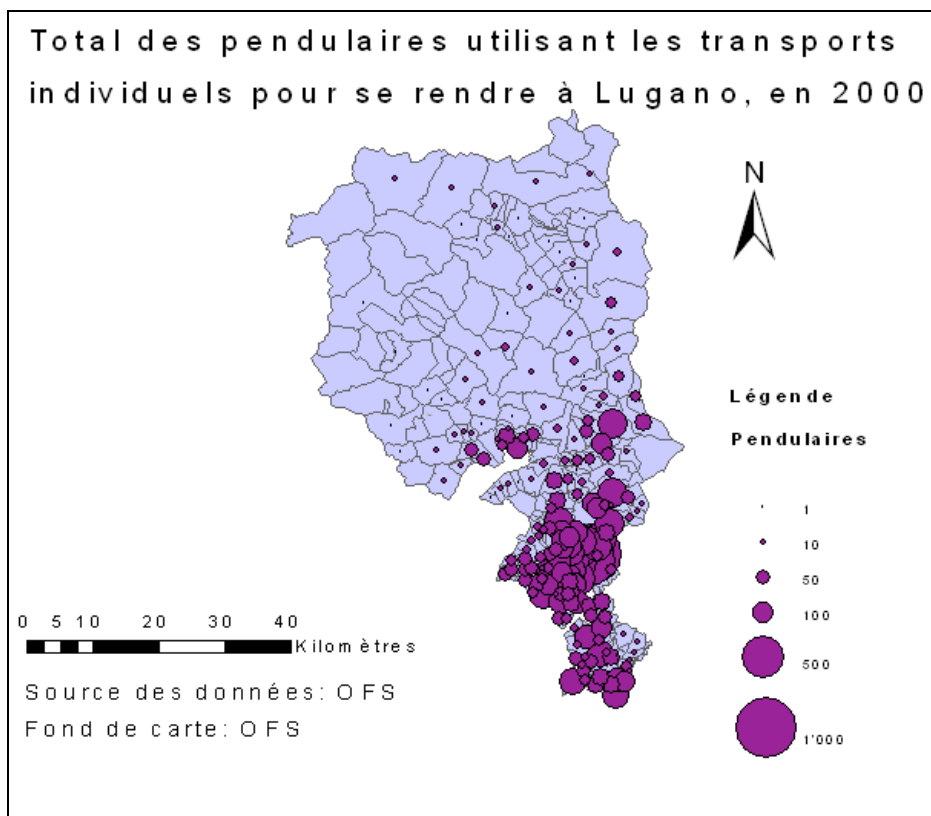 Total des pendulaires utilisant les transports
individuels pour se rendre à Lugano, en 2000
N
Légende
Pendulaires
1
10
50
100
500
1'000
0 5 10 20 30 40
Kilomètres
Source des données: OFS
Fond de carte: OFS